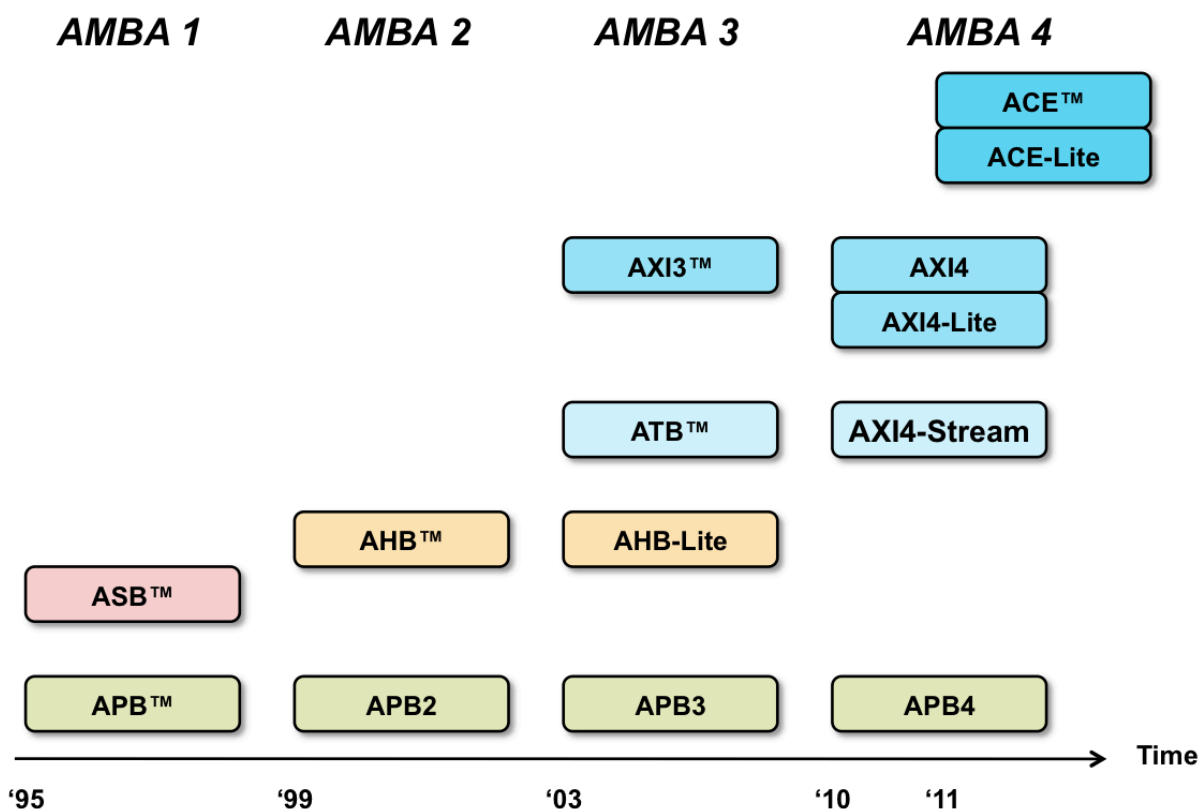 AMBA 1 AMBA 2 AMBA 3 AMBA 4
ACE™
ACE-Lite
AXI3™ AXI4
AXI4-Lite
ATB™ AXI4-Stream
AHB™ AHB-Lite
ASB™
APB™ APB2 APB3 APB4
Time
‘95 ‘99 ‘03 ‘10 ‘11